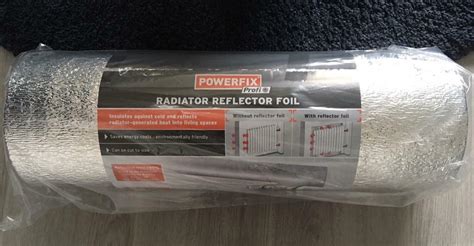 POWERFIX
Profi®
RADIATOR REFLECTOR FOIL
Insulates against cold and reflects
radiator-generated heat into living spaces
Saves energy costs - environmentally friendly
Can be cut to size
Without reflector foil
With reflector foil